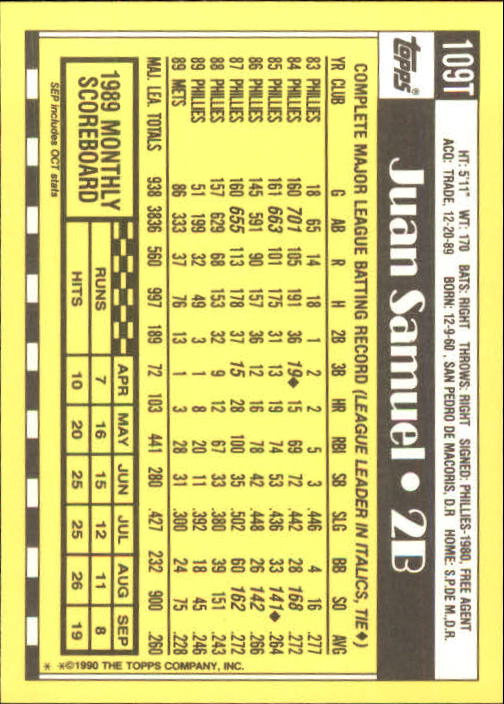 109T
Topps®
Juan Samuel • 2B
HT: 5'11" WT: 170 BATS: RIGHT THROWS: RIGHT SIGNED: PHILLIES-1980, FREE AGENT
ACQ: TRADE, 12-20-89 BORN: 12-9-60, SAN PEDRO DE MACORIS, D.R HOME: S.P.DE M.,D.R.
COMPLETE MAJOR LEAGUE BATTING RECORD (LEAGUE LEADER IN ITALICS, TIE♦)
YR CLUB G AB R H 2B 3B HR RBI SB SLG BB SO AVG
83 PHILLIES 18 65 14 18 1 2 2 5 3 .446 4 16 .277
84 PHILLIES 160 701 105 191 36 19♦ 15 69 72 .442 28 168 .272
85 PHILLIES 161 663 101 175 31 13 19 74 53 .436 33 141♦ .264
86 PHILLIES 145 591 90 157 36 12 16 78 42 .448 26 142 .266
87 PHILLIES 160 655 113 178 37 15 28 100 35 .502 60 162 .272
88 PHILLIES 157 629 68 153 32 9 12 67 33 .380 39 151 .243
89 PHILLIES 51 199 32 49 3 1 8 20 11 .392 18 45 .246
89 METS 86 333 37 76 13 1 3 28 31 .300 24 75 .228
MAJ. LEA. TOTALS 938 3836 560 997 189 72 103 441 280 .427 232 900 .260
1989 MONTHLY
SCOREBOARD
APR MAY JUN JUL AUG SEP
RUNS 7 16 15 12 11 8
HITS 10 20 25 25 26 19
SEP includes OCT stats
* *©1990 THE TOPPS COMPANY, INC.